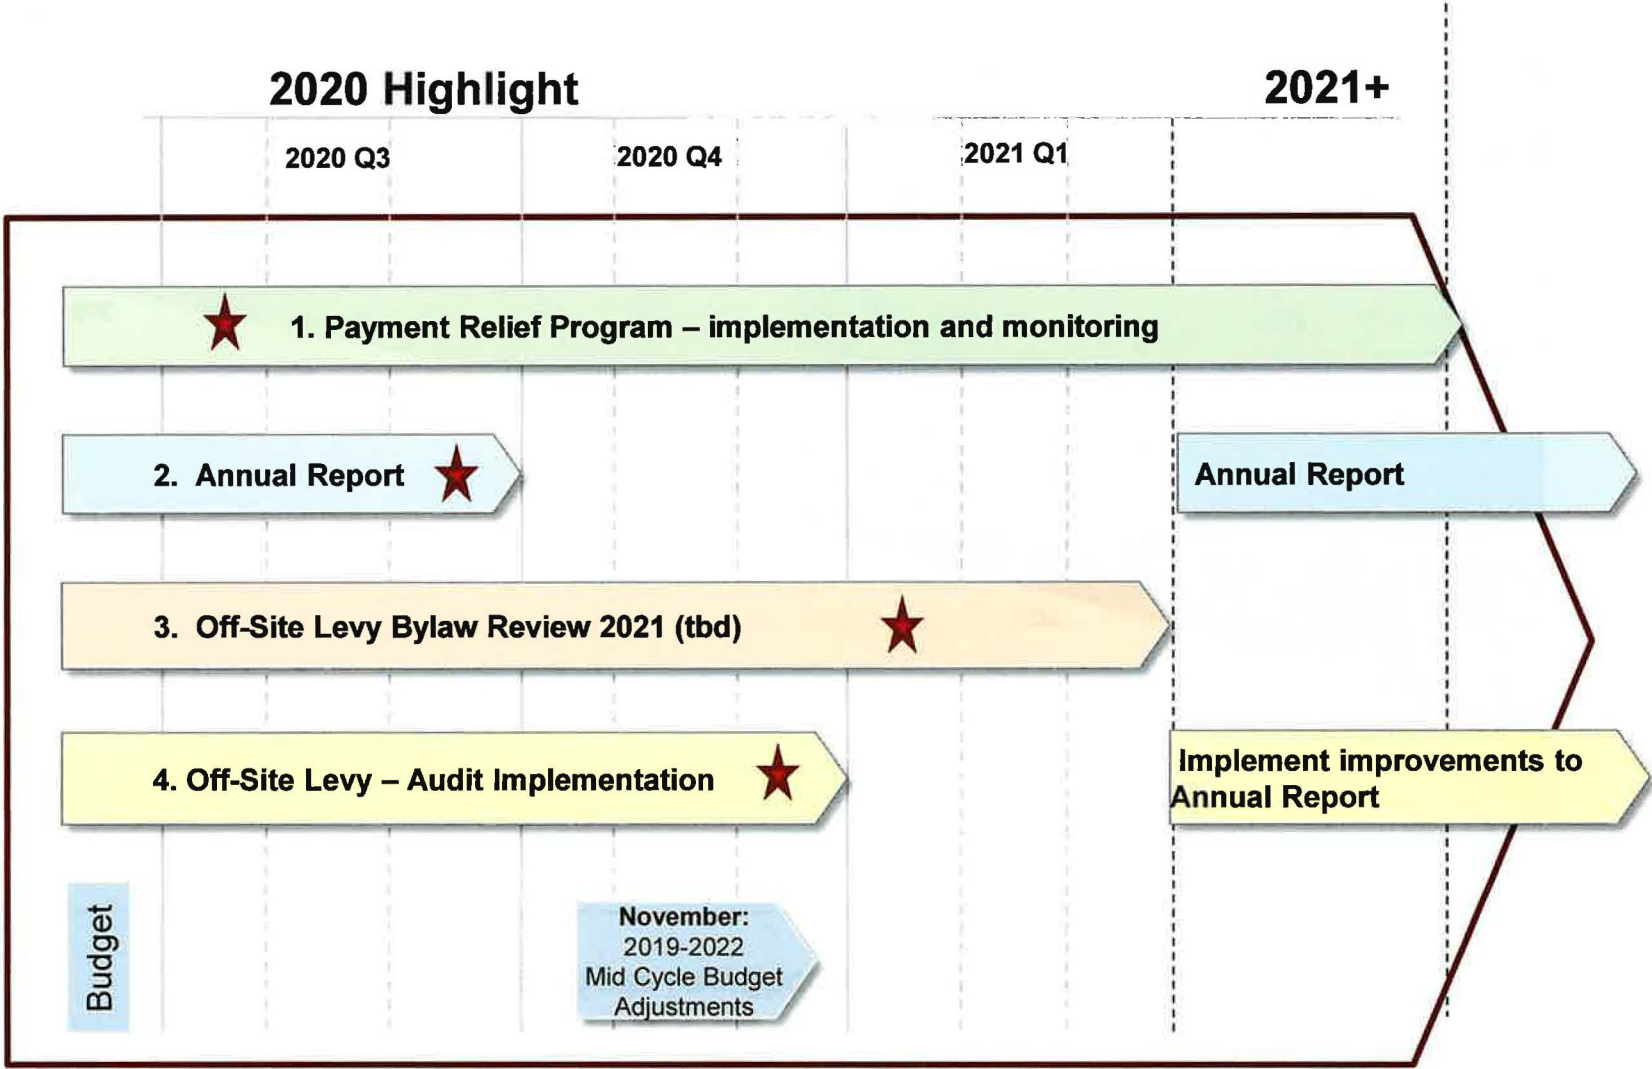 2020 Highlight
2021+
2020 Q3
2020 Q4
2021 Q1
1. Payment Relief Program – implementation and monitoring
2. Annual Report
Annual Report
3. Off-Site Levy Bylaw Review 2021 (tbd)
4. Off-Site Levy – Audit Implementation
Implement improvements to
Annual Report
Budget
November:
2019-2022
Mid Cycle Budget
Adjustments